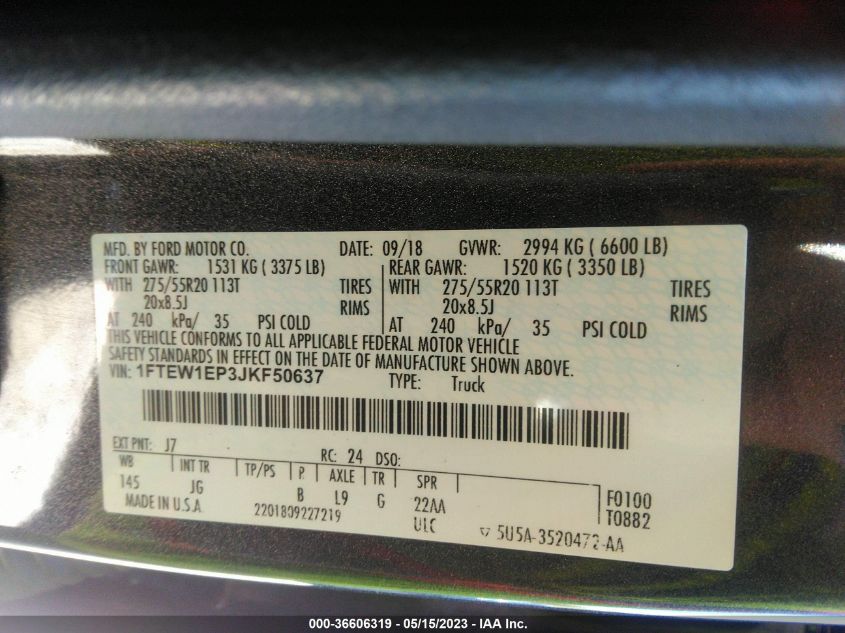 MFD. BY FORD MOTOR CO. DATE: 09/18 GVWR: 2994 KG ( 6600 LB)
FRONT GAWR: 1531 KG ( 3375 LB) REAR GAWR: 1520 KG ( 3350 LB)
WITH 275/55R20 113T TIRES WITH 275/55R20 113T TIRES
20x8.5J RIMS 20x8.5J RIMS
AT 240 kPa/ 35 PSI COLD AT 240 kPa/ 35 PSI COLD
THIS VEHICLE CONFORMS TO ALL APPLICABLE FEDERAL MOTOR VEHICLE
SAFETY STANDARDS IN EFFECT ON THE DATE OF MANUFACTURE SHOWN ABOVE.
VIN: 1FTEW1EP3JKF50637 TYPE: Truck
EXT PNT: J7 RC: 24 DSO:
WB INT TR TP/PS R AXLE TR SPR
145 JG B L9 G 22AA F0100
MADE IN U.S.A. 2201809227219 ULC T0882
5U5A-3520472-AA
000-36606319 - 05/15/2023 - IAA Inc.